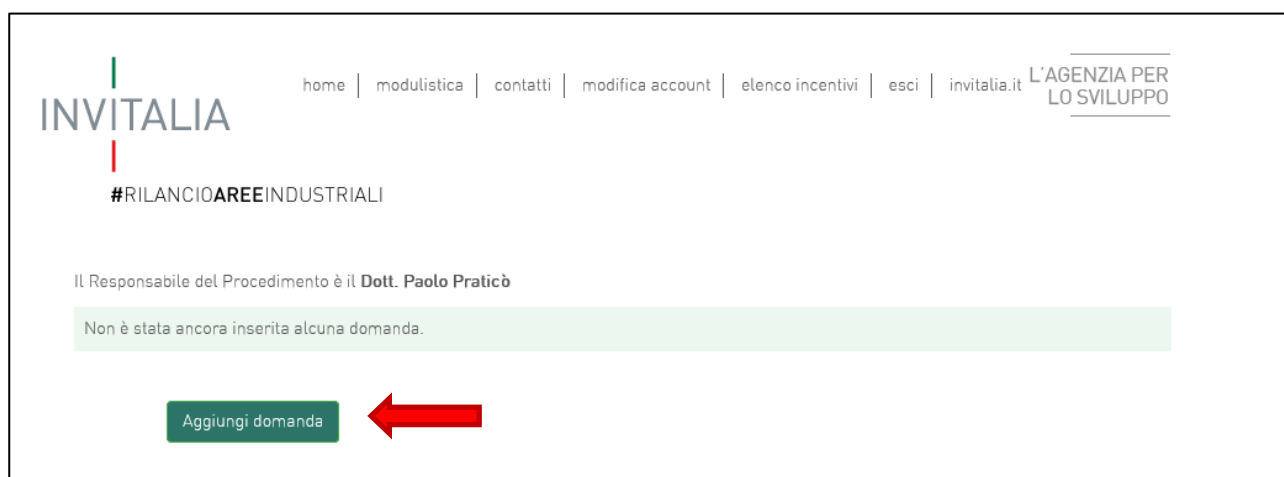 INVITALIA
home | modulistica | contatti | modifica account | elenco incentivi | esci | invitalia.it
L'AGENZIA PER
LO SVILUPPO
#RILANCIOAREEINDUSTRIALI
Il Responsabile del Procedimento è il Dott. Paolo Praticò
Non è stata ancora inserita alcuna domanda.
Aggiungi domanda